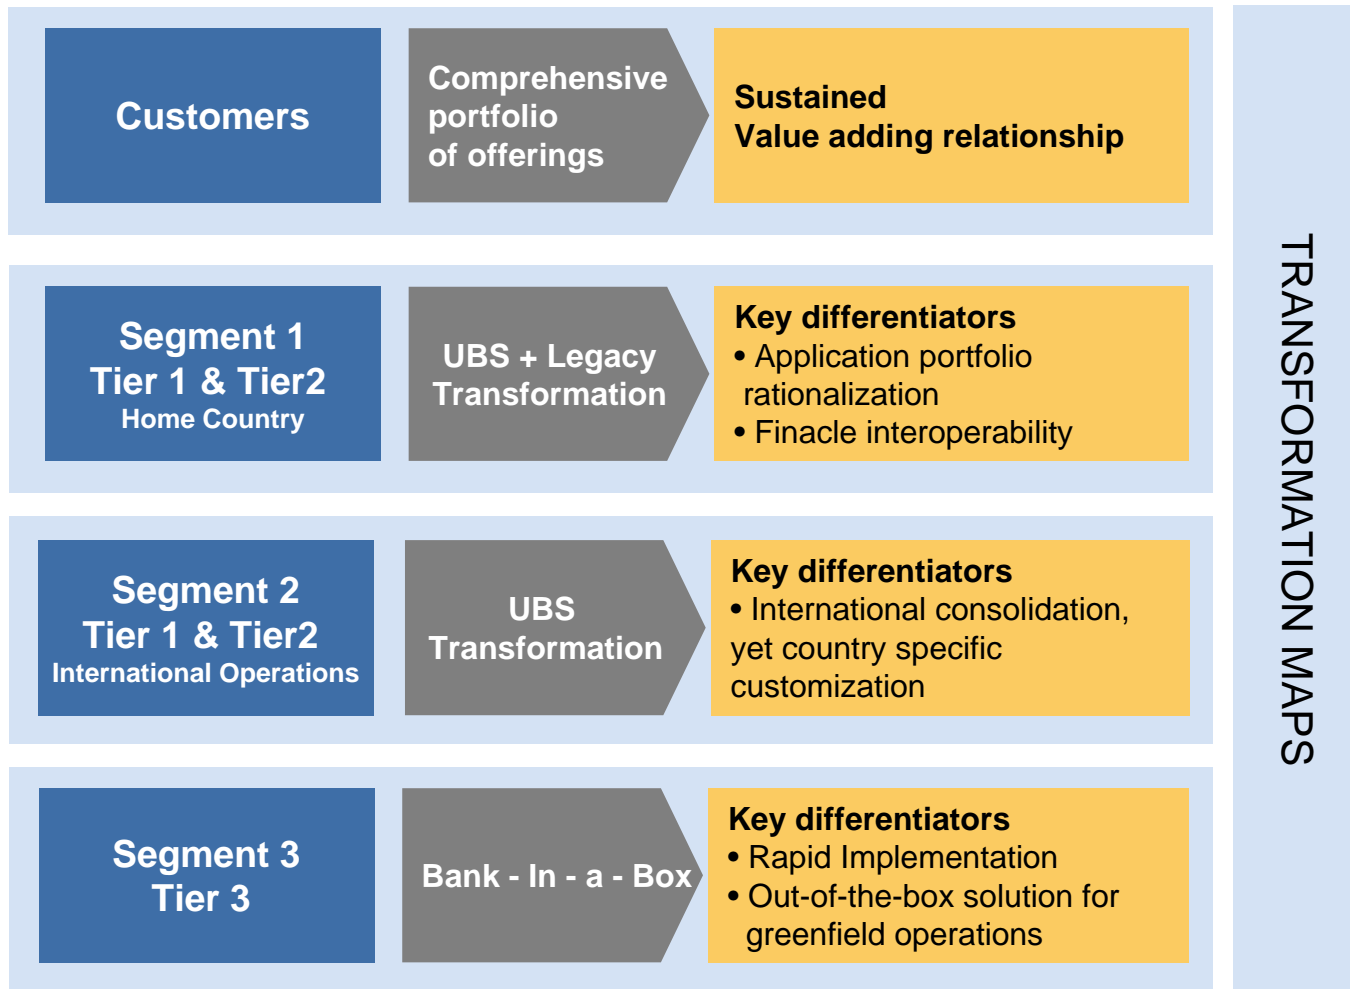 Customers
Comprehensive
portfolio
of offerings
Sustained
Value adding relationship
Segment 1
Tier 1 & Tier2
Home Country
UBS + Legacy
Transformation
Key differentiators
• Application portfolio
rationalization
• Finacle interoperability
Segment 2
Tier 1 & Tier2
International Operations
UBS
Transformation
Key differentiators
• International consolidation,
yet country specific
customization
Segment 3
Tier 3
Bank - In - a - Box
Key differentiators
• Rapid Implementation
• Out-of-the-box solution for
greenfield operations
TRANSFORMATION MAPS